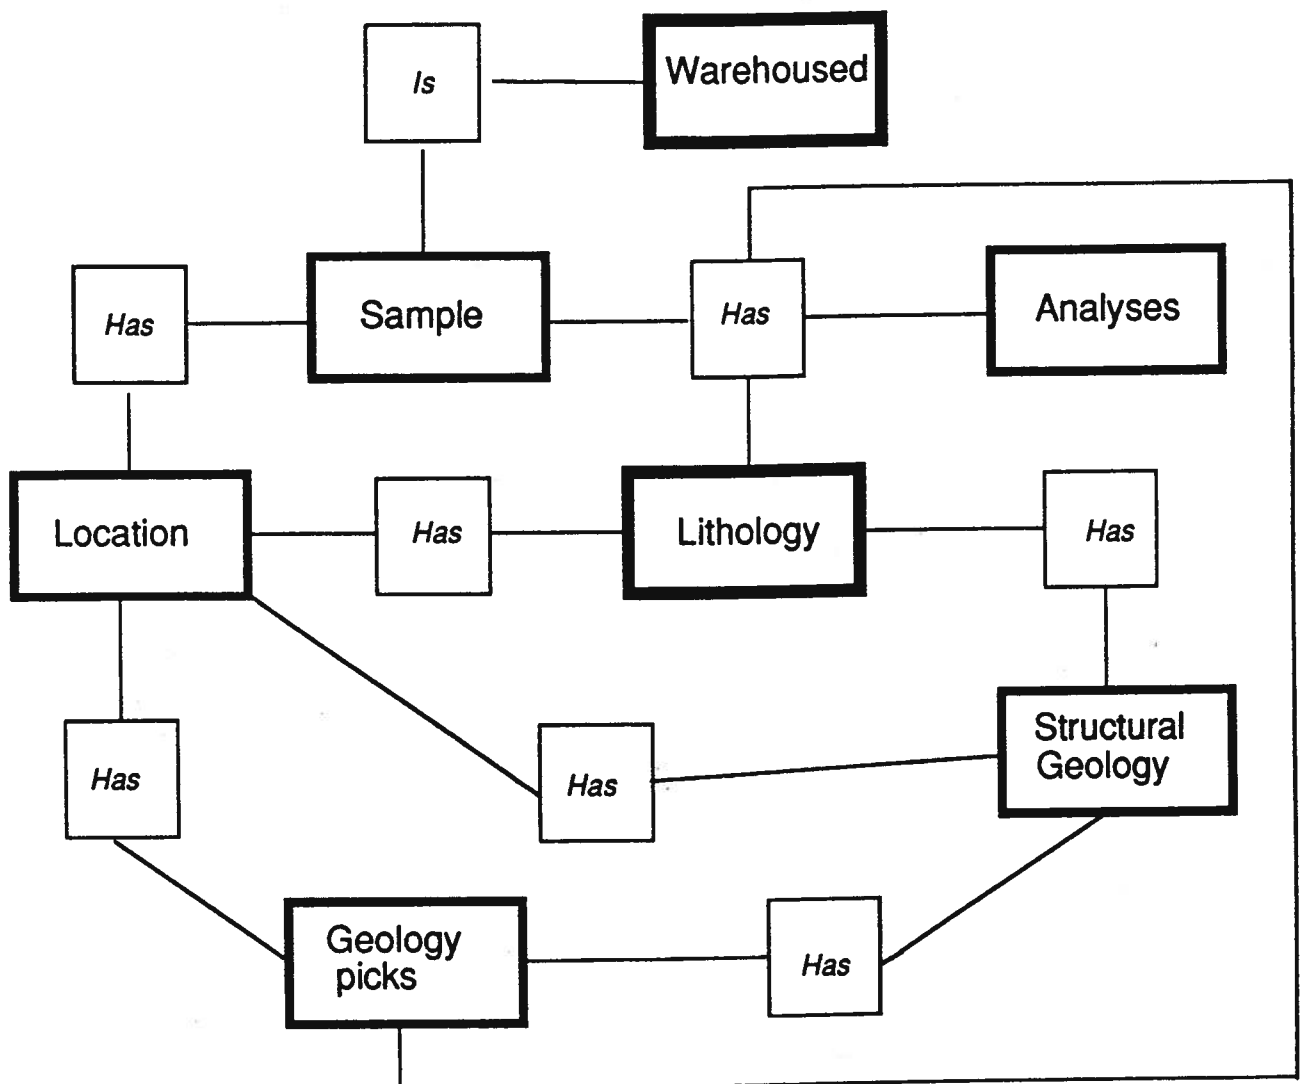 Is
Warehoused
Has
Sample
Has
Analyses
Location
Has
Lithology
Has
Structural
Geology
Has
Has
Geology
picks
Has